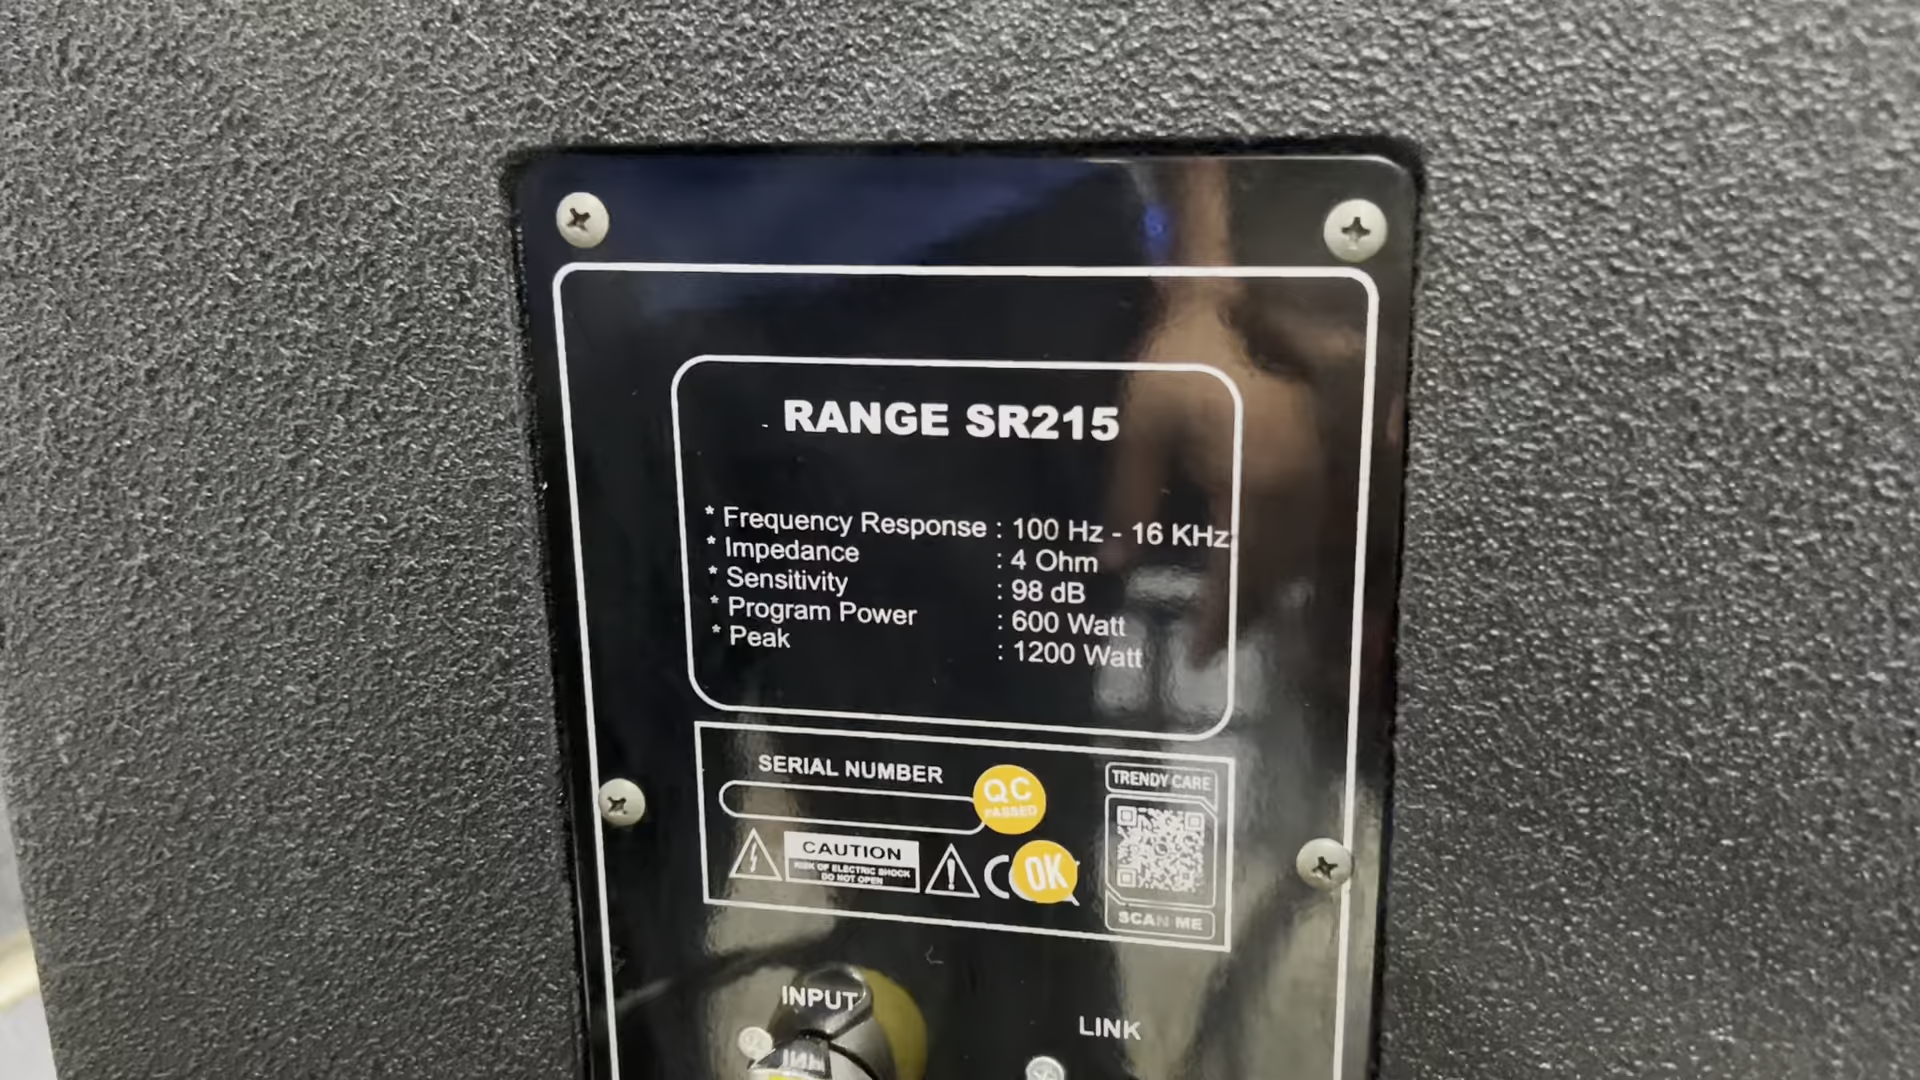 RANGE SR215
* Frequency Response : 100 Hz - 16 KHz
* Impedance : 4 Ohm
* Sensitivity : 98 dB
* Program Power : 600 Watt
* Peak : 1200 Watt
SERIAL NUMBER
QC
PASSED
TRENDY CARE
CAUTION
RISK OF ELECTRIC SHOCK
DO NOT OPEN
OK
SCAN ME
INPUT
LINK